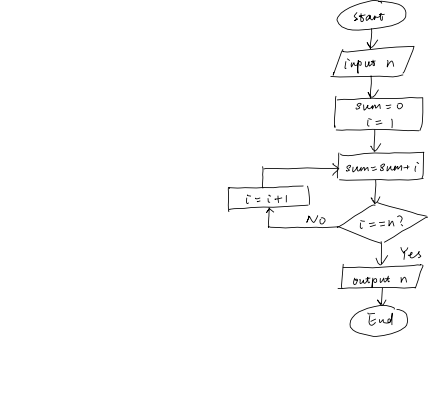 Start
input n
sum = 0
i = 1
sum=sum+i
i = i+1
No
i==n?
Yes
output n
End